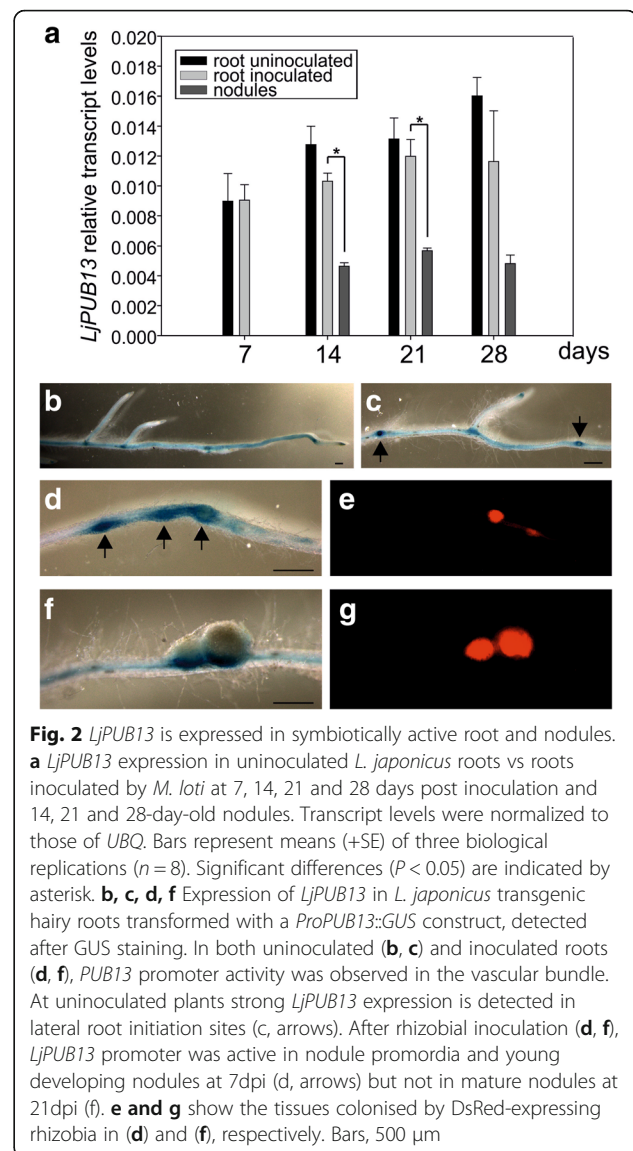 a
0.020
0.018
0.016
0.014
0.012
0.010
0.008
0.006
0.004
0.002
0.000
LjPUB13 relative transcript levels
root uninoculated
root inoculated
nodules
*
*
7 14 21 28 days
b
c
d
e
f
g
Fig. 2 LjPUB13 is expressed in symbiotically active root and nodules.
a LjPUB13 expression in uninoculated L. japonicus roots vs roots
inoculated by M. loti at 7, 14, 21 and 28 days post inoculation and
14, 21 and 28-day-old nodules. Transcript levels were normalized to
those of UBQ. Bars represent means (+SE) of three biological
replications (n = 8). Significant differences (P < 0.05) are indicated by
asterisk. b, c, d, f Expression of LjPUB13 in L. japonicus transgenic
hairy roots transformed with a ProPUB13::GUS construct, detected
after GUS staining. In both uninoculated (b, c) and inoculated roots
(d, f), PUB13 promoter activity was observed in the vascular bundle.
At uninoculated plants strong LjPUB13 expression is detected in
lateral root initiation sites (c, arrows). After rhizobial inoculation (d, f),
LjPUB13 promoter was active in nodule promordia and young
developing nodules at 7dpi (d, arrows) but not in mature nodules at
21dpi (f). e and g show the tissues colonised by DsRed-expressing
rhizobia in (d) and (f), respectively. Bars, 500 μm